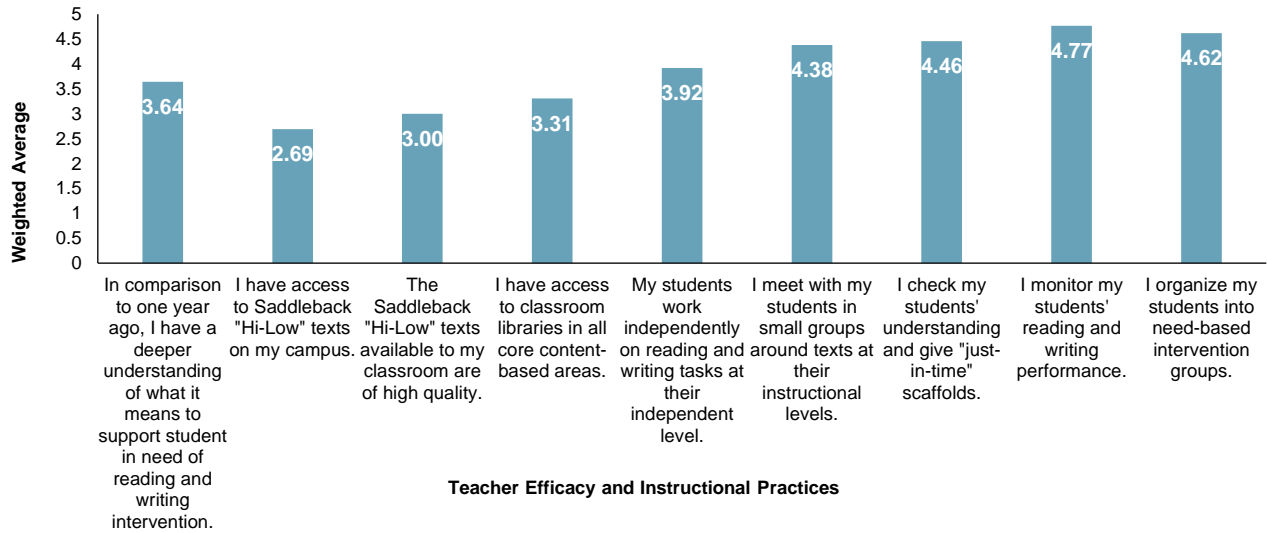 Weighted Average
5
4.5
4
3.5
3
2.5
2
1.5
1
0.5
0
3.64
2.69
3.00
3.31
3.92
4.38
4.46
4.77
4.62
In comparison
to one year
ago, I have a
deeper
understanding
of what it
means to
support student
in need of
reading and
writing
intervention.
I have access
to Saddleback
"Hi-Low" texts
on my campus.
The
Saddleback
"Hi-Low" texts
available to my
classroom are
of high quality.
I have access
to classroom
libraries in all
core content-
based areas.
My students
work
independently
on reading and
writing tasks at
their
independent
level.
I meet with my
students in
small groups
around texts at
their
instructional
levels.
I check my
students'
understanding
and give "just-
in-time"
scaffolds.
I monitor my
students'
reading and
writing
performance.
I organize my
students into
need-based
intervention
groups.
Teacher Efficacy and Instructional Practices